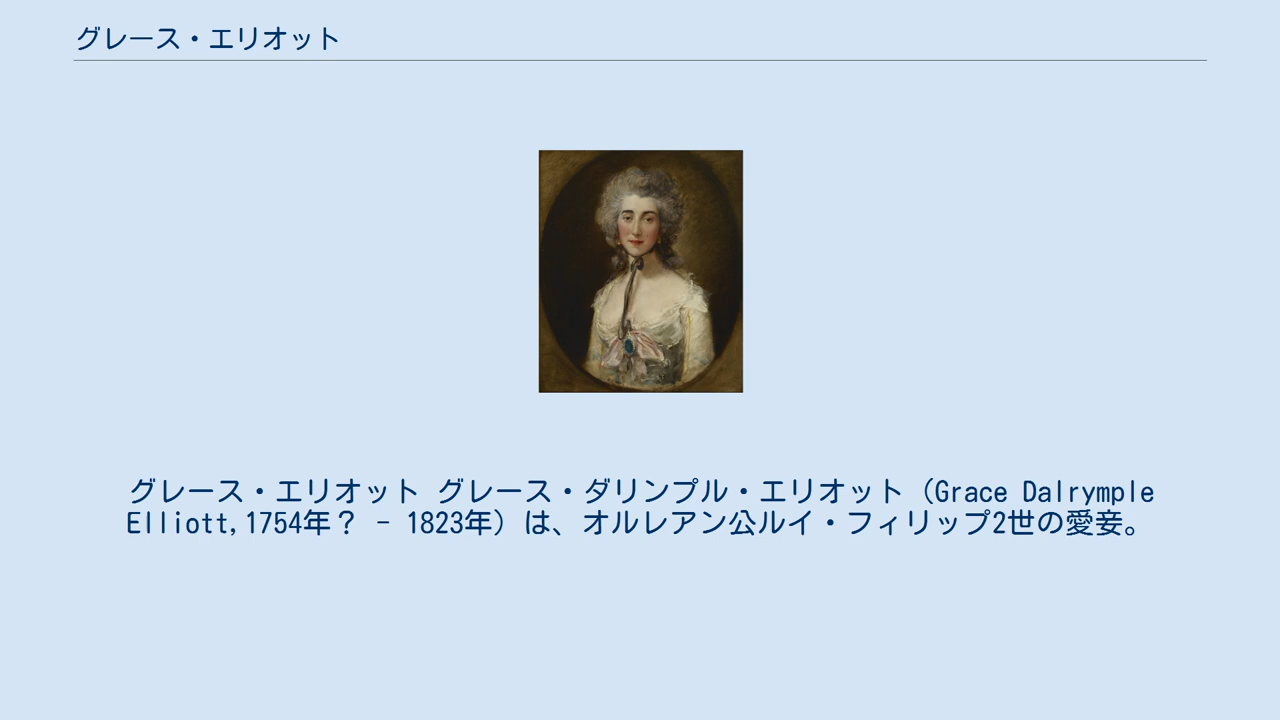 グレース・エリオット
グレース・エリオット グレース・ダリンプル・エリオット（Grace Dalrymple
Elliott,1754年？ - 1823年）は、オルレアン公ルイ・フィリップ2世の愛妾。